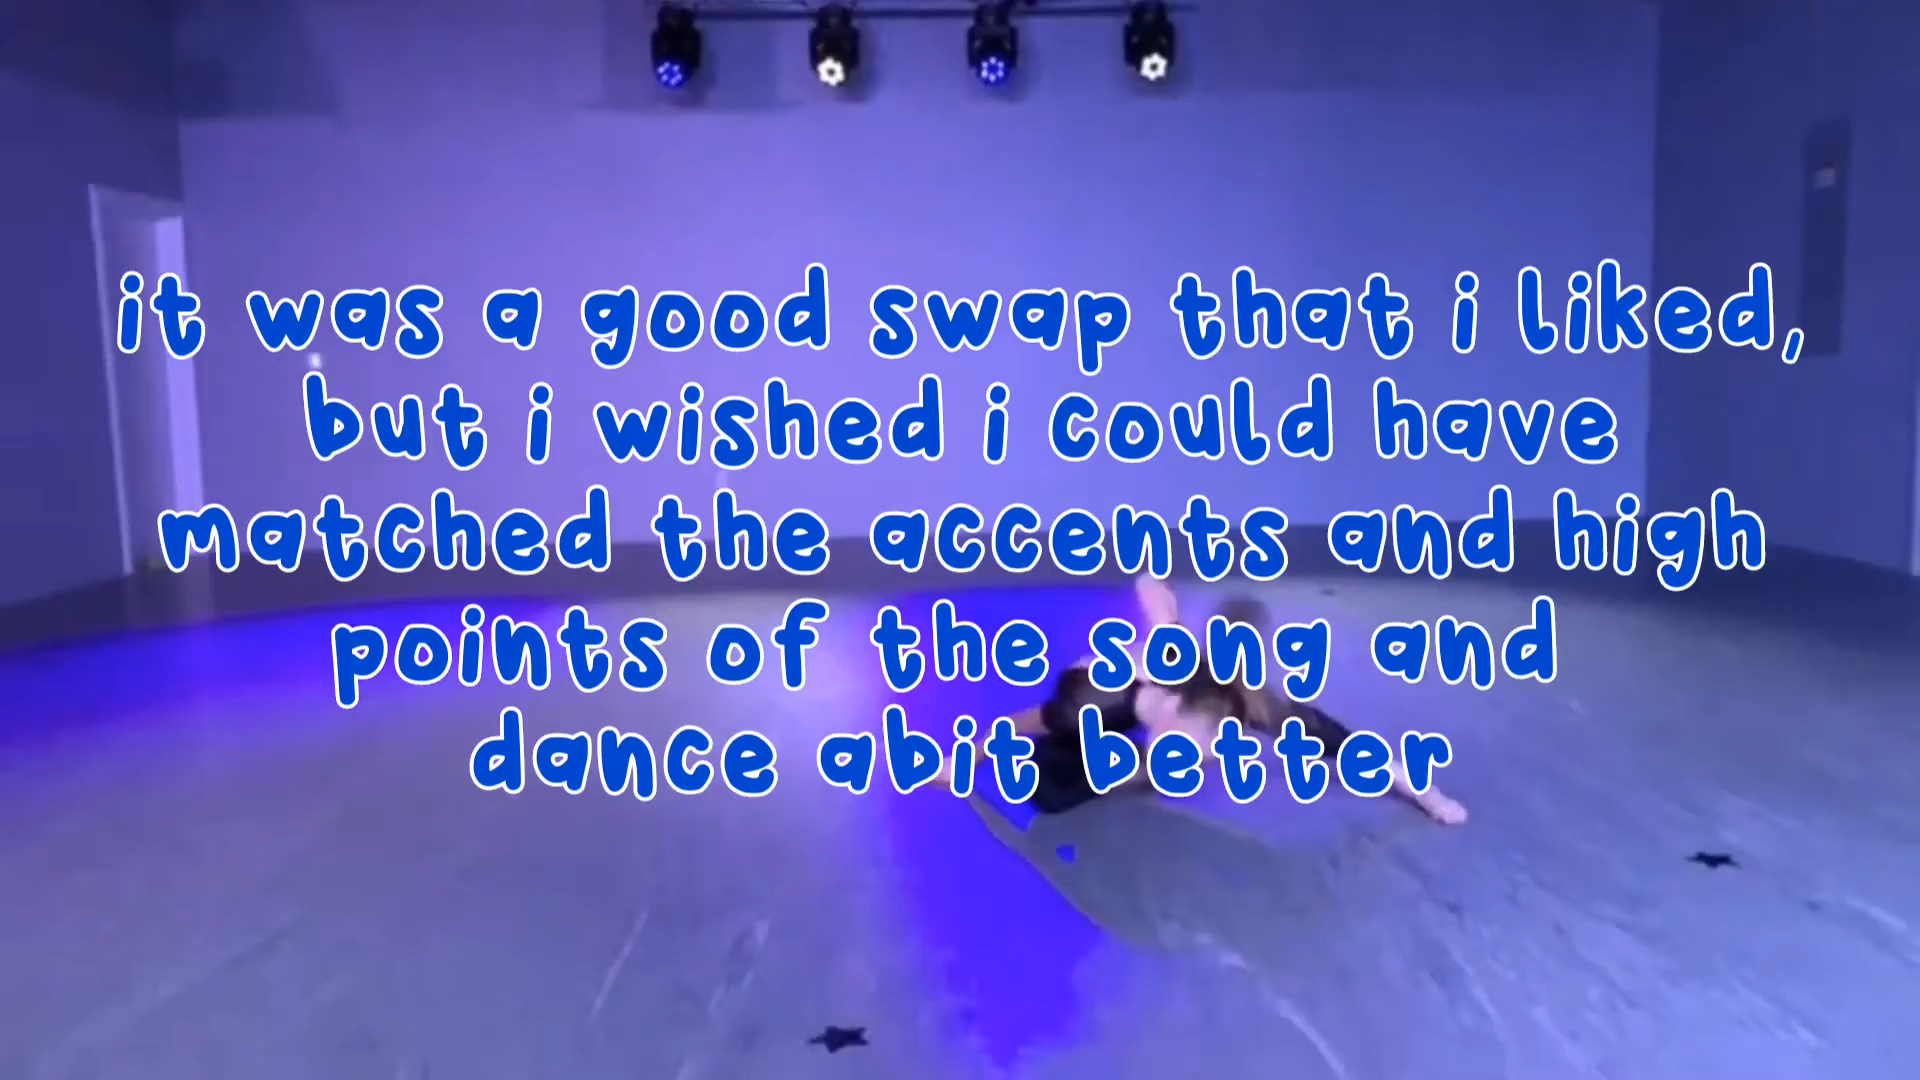 it was a good swap that i liked,
but i wished i could have
matched the accents and high
points of the song and
dance abit better